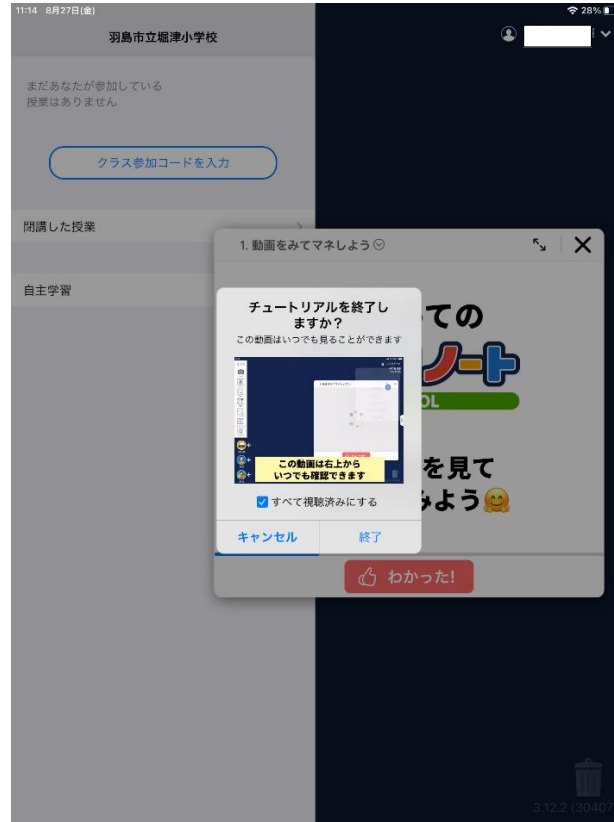 11:14 8月27日(金)
28%
羽島市立堀津小学校
まだあなたが参加している
授業はありません
クラス参加コードを入力
閉講した授業
自主学習
1. 動画をみてマネしよう
ての
ノート
OL
を見て
みよう🤗
チュートリアルを終了し
ますか？
この動画はいつでも見ることができます
この動画は右上から
いつでも確認できます
すべて視聴済みにする
キャンセル
終了
わかった!
3.12.2 (30407